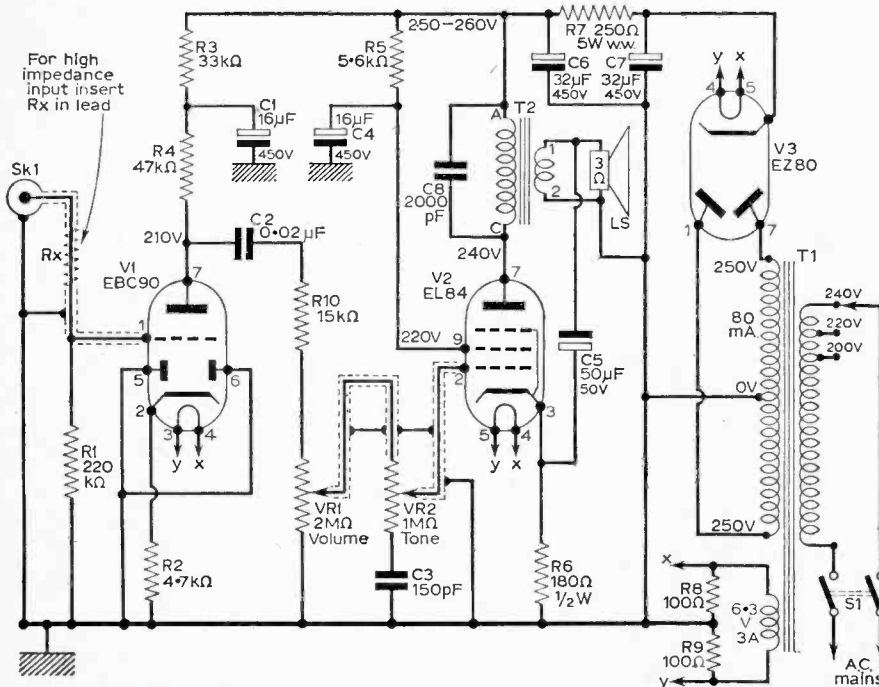 For high
impedance
input insert
Rx in lead
Sk1
Rx
R1
220
kΩ
R3
33kΩ
R4
47kΩ
C1
16µF
450V
R5
5·6kΩ
16µF
C4
450V
210V
C2
0·02µF
R10
15kΩ
V1
EBC90
1
7
5
6
2
3
4
y
x
R2
4·7kΩ
VR1
2MΩ
Volume
VR2
1MΩ
Tone
C3
150pF
250-260V
A
T2
C8
2000
pF
C
240V
1
2
3
Ω
LS
V2
EL84
220V
9
2
7
3
5
4
y
x
C5
50µF
50V
R6
180Ω
1/2W
R7 250Ω
5W w.w.
C6
32µF
450V
C7
32µF
450V
y
x
4
5
V3
EZ80
1
7
T1
250V
80
mA
0V
250V
240V
220V
200V
x
R8
100Ω
R9
100Ω
y
6·3
V
3A
S1
A.C.
mains